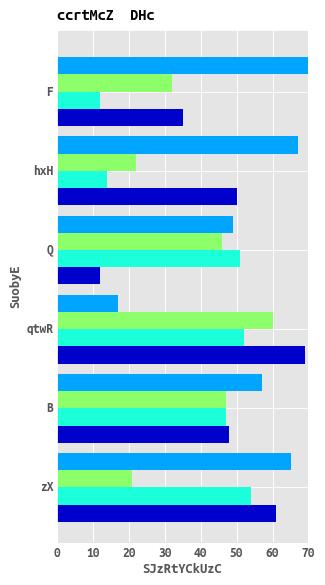 ccrtMcZ  DHc
F
hxH
Q
qtwR
B
zX
SuobyE
0 10 20 30 40 50 60 70
SJzRtYCkUzC